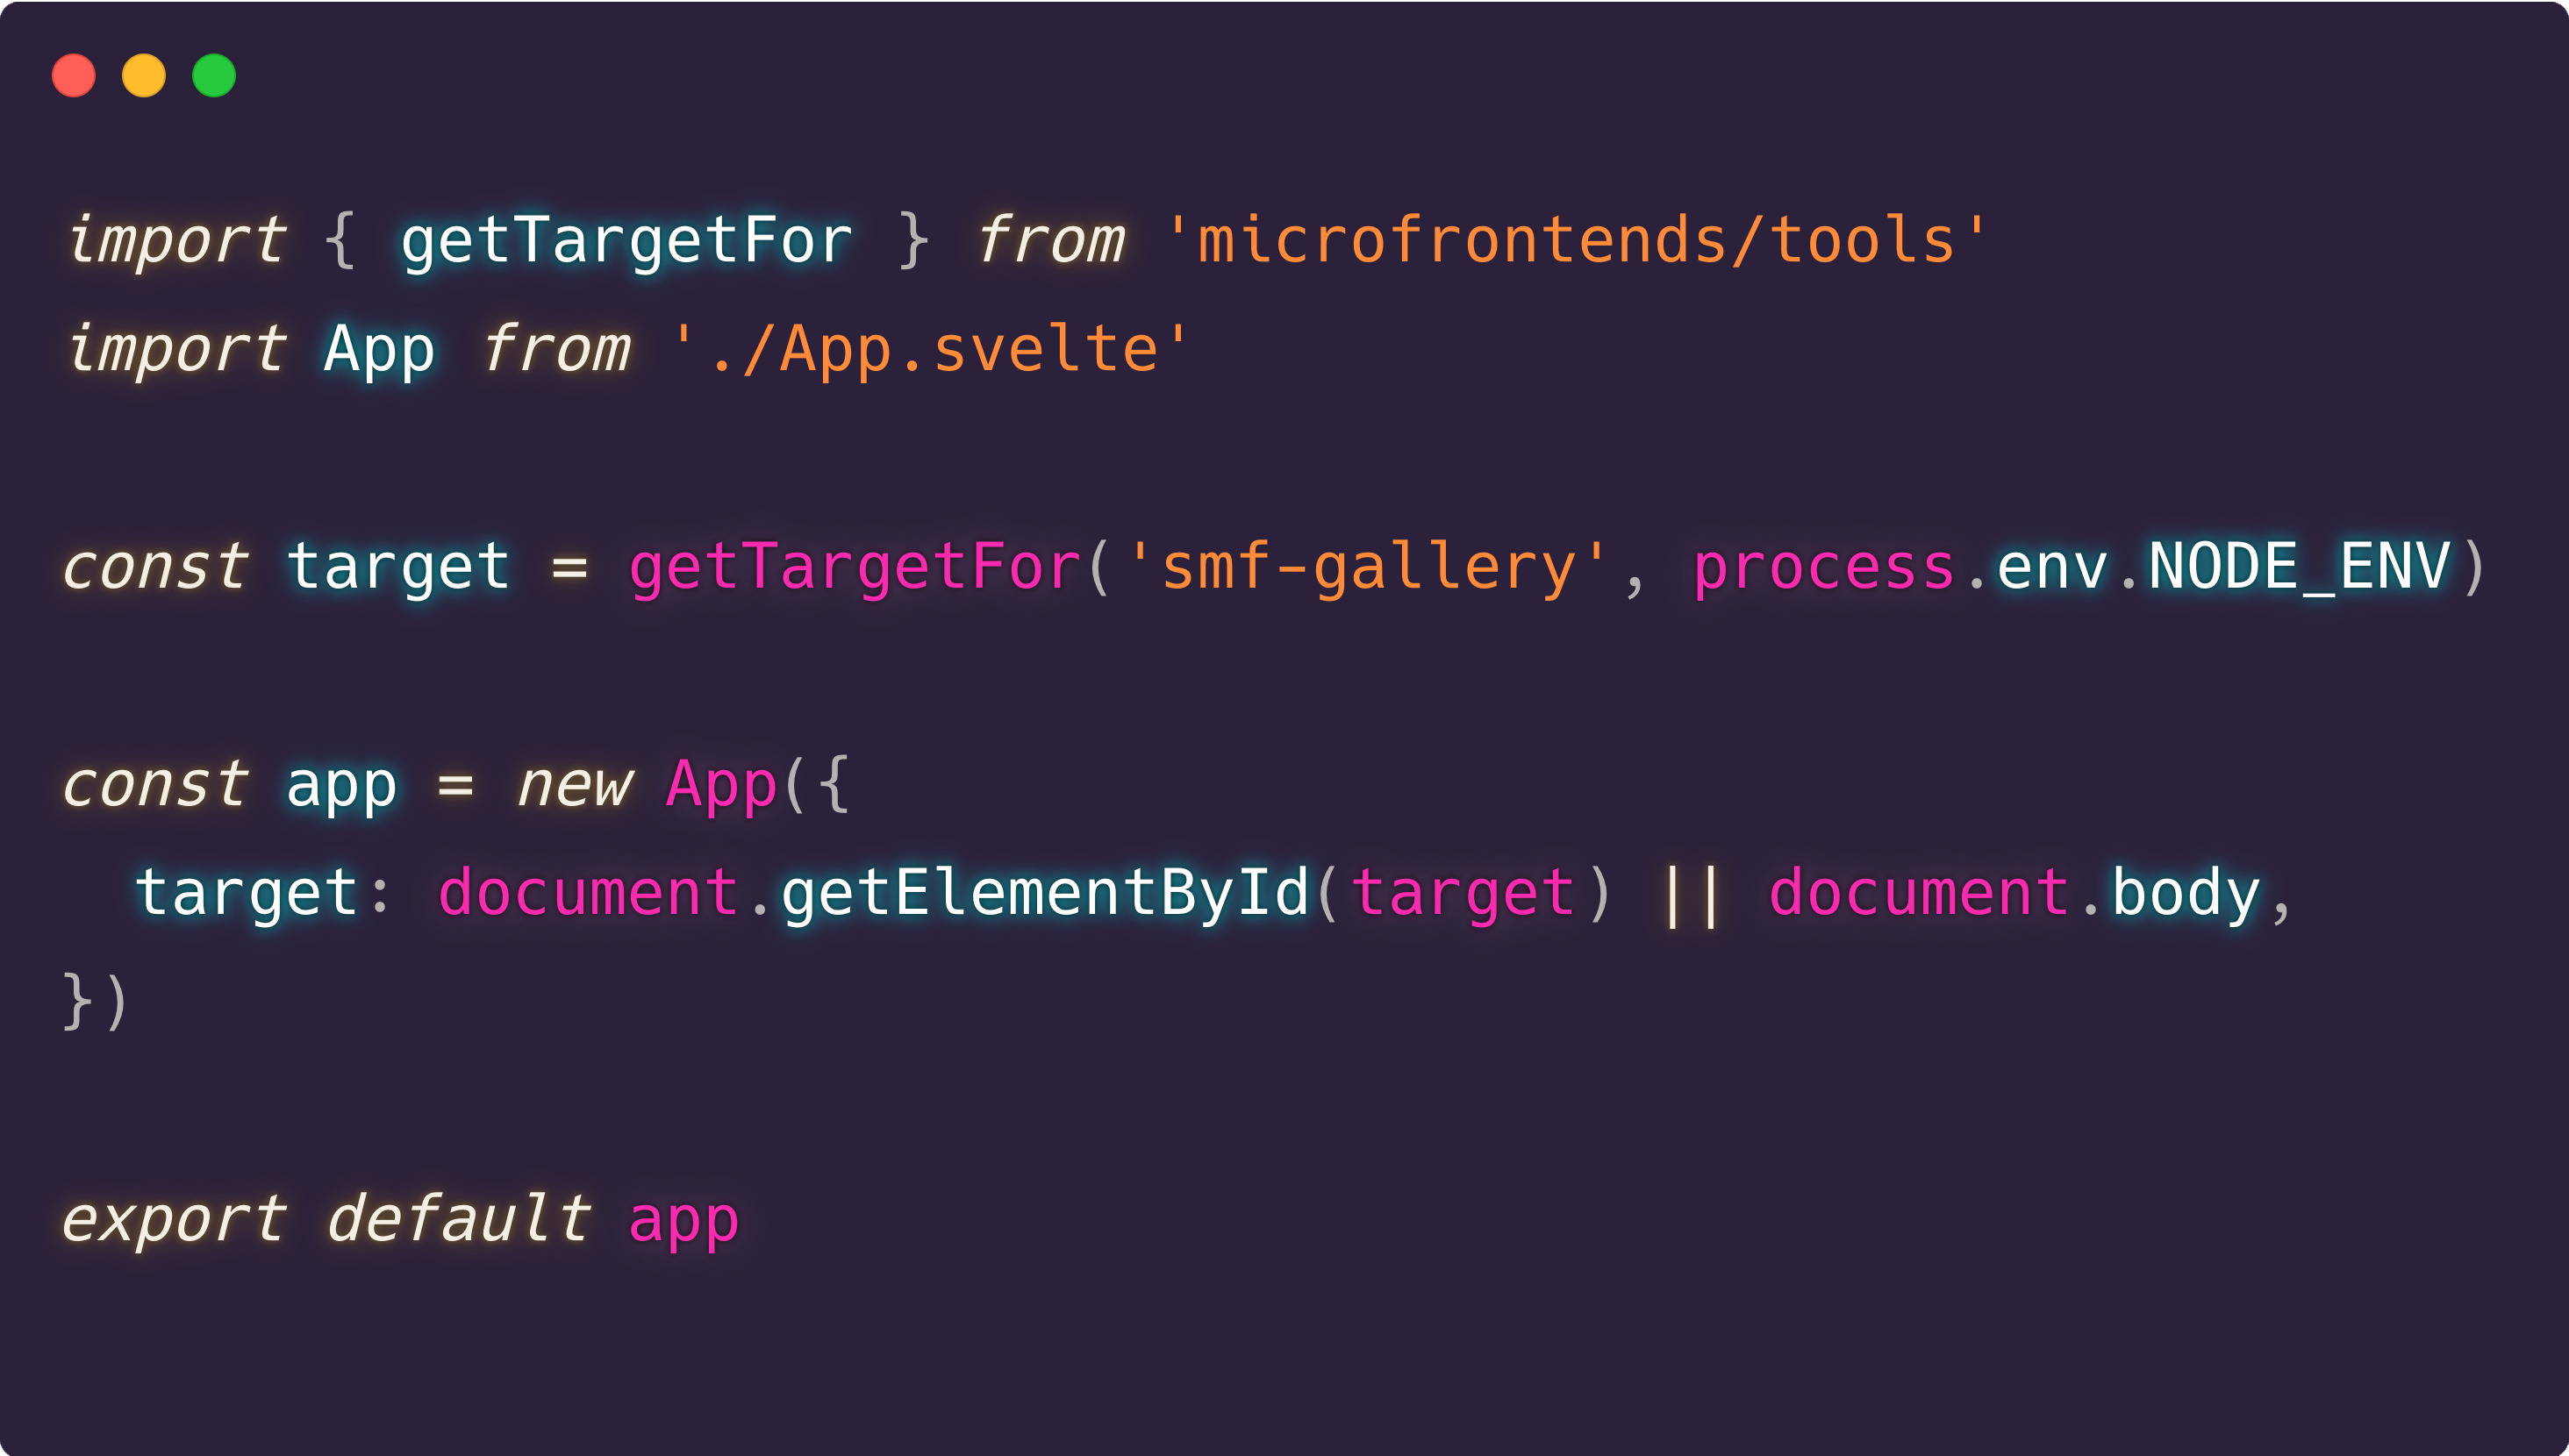 import { getTargetFor } from 'microfrontends/tools'
import App from './App.svelte'
const target = getTargetFor('smf-gallery', process.env.NODE_ENV)
const app = new App({
  target: document.getElementById(target) || document.body,
})
export default app